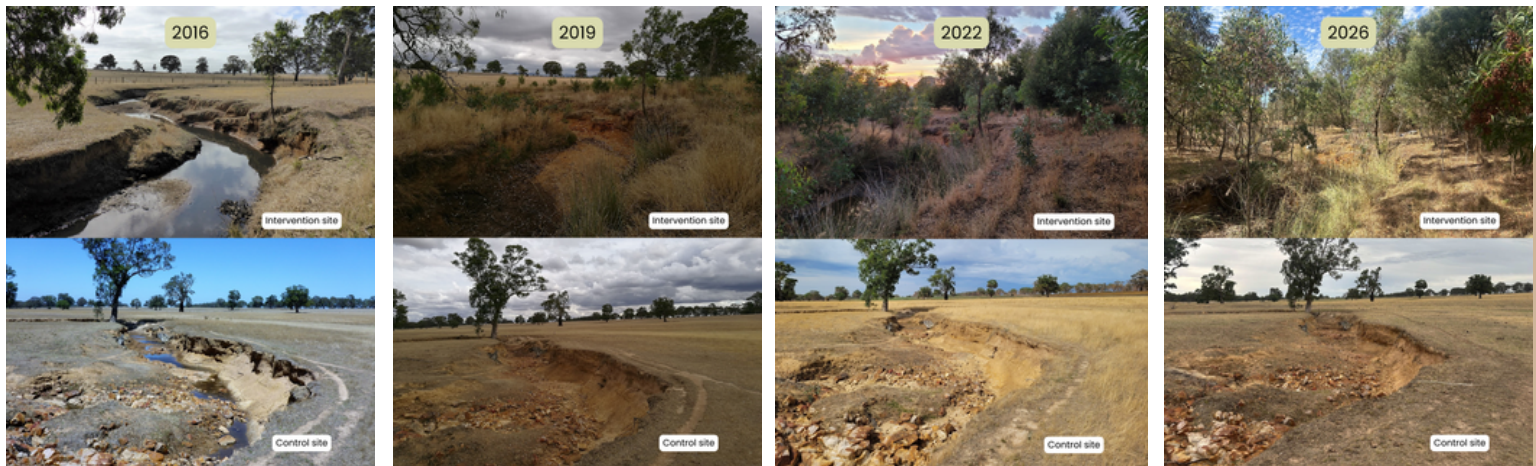 2016
2019
2022
2026
Intervention site
Intervention site
Intervention site
Intervention site
Control site
Control site
Control site
Control site